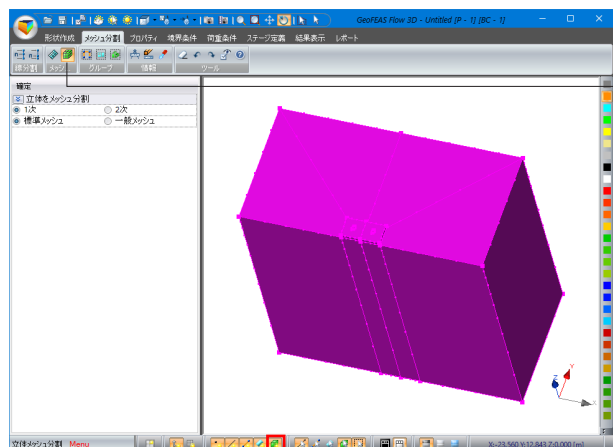 GeoFEAS Flow 3D - Untitled [P - 1] [BC - 1]
形状作成 メッシュ分割 プロパティ 境界条件 荷重条件 ステージ定義 結果表示 レポート
線分割 メッシュ グループ 情報 ツール
確定
立体をメッシュ分割
1次 2次
標準メッシュ 一般メッシュ
Y
Z
X
立体メッシュ分割 Menu X:-23.560 Y:12.843 Z:0.000 [m]